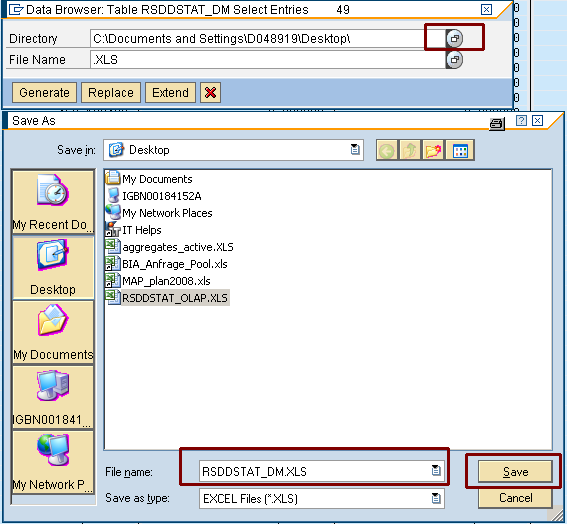 Data Browser: Table RSDDSTAT_DM Select Entries 49
Directory C:\Documents and Settings\D048919\Desktop\
File Name .XLS
Generate Replace Extend
Save As
Save in: Desktop
My Documents
IGBN00184152A
My Network Places
IT Helps
aggregates_active.XLS
BIA_Anfrage_Pool.xls
MAP_plan2008.xls
RSDDSTAT_OLAP.XLS
My Recent Do...
Desktop
My Documents
IGBN001841...
My Network P...
File name: RSDDSTAT_DM.XLS Save
Save as type: EXCEL Files (*.XLS) Cancel